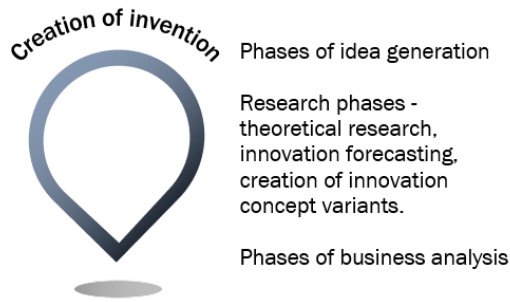 Creation of invention
Phases of idea generation
Research phases -
theoretical research,
innovation forecasting,
creation of innovation
concept variants.
Phases of business analysis